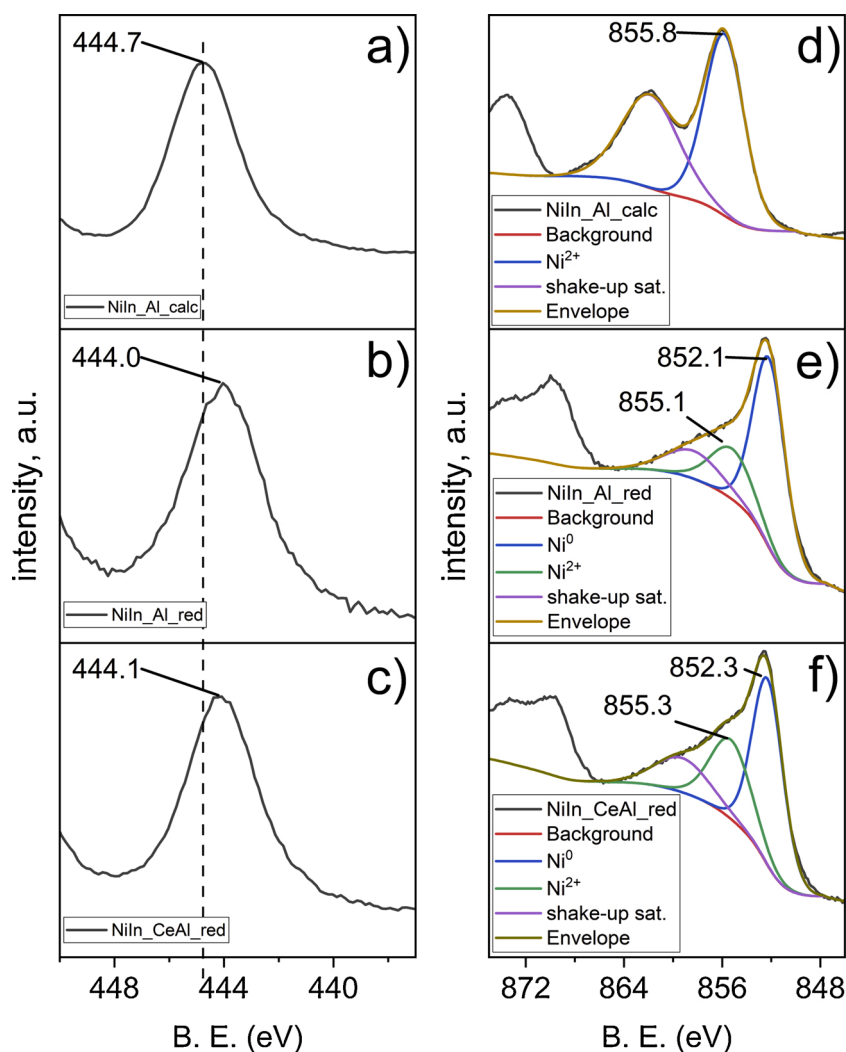 a)
444.7
NiIn_Al_calc
b)
444.0
NiIn_Al_red
c)
444.1
NiIn_CeAl_red
intensity, a.u.
448 444 440
B. E. (eV)
d)
855.8
NiIn_Al_calc
Background
Ni²⁺
shake-up sat.
Envelope
e)
852.1
855.1
NiIn_Al_red
Background
Ni⁰
Ni²⁺
shake-up sat.
Envelope
f)
852.3
855.3
NiIn_CeAl_red
Background
Ni⁰
Ni²⁺
shake-up sat.
Envelope
intensity, a.u.
872 864 856 848
B. E. (eV)